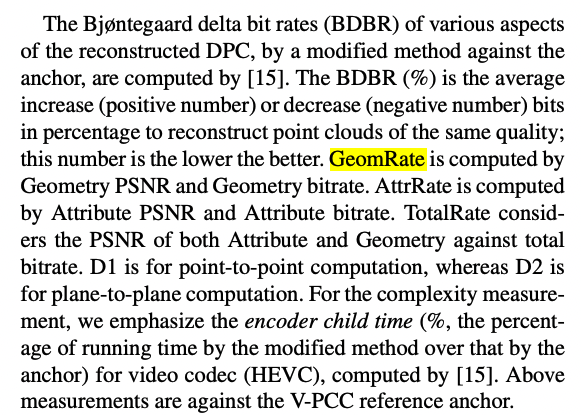 The Bjøntegaard delta bit rates (BDBR) of various aspects
of the reconstructed DPC, by a modified method against the
anchor, are computed by [15]. The BDBR (%) is the average
increase (positive number) or decrease (negative number) bits
in percentage to reconstruct point clouds of the same quality;
this number is the lower the better. GeomRate is computed by
Geometry PSNR and Geometry bitrate. AttrRate is computed
by Attribute PSNR and Attribute bitrate. TotalRate consid-
ers the PSNR of both Attribute and Geometry against total
bitrate. D1 is for point-to-point computation, whereas D2 is
for plane-to-plane computation. For the complexity measure-
ment, we emphasize the encoder child time (%, the percent-
age of running time by the modified method over that by the
anchor) for video codec (HEVC), computed by [15]. Above
measurements are against the V-PCC reference anchor.